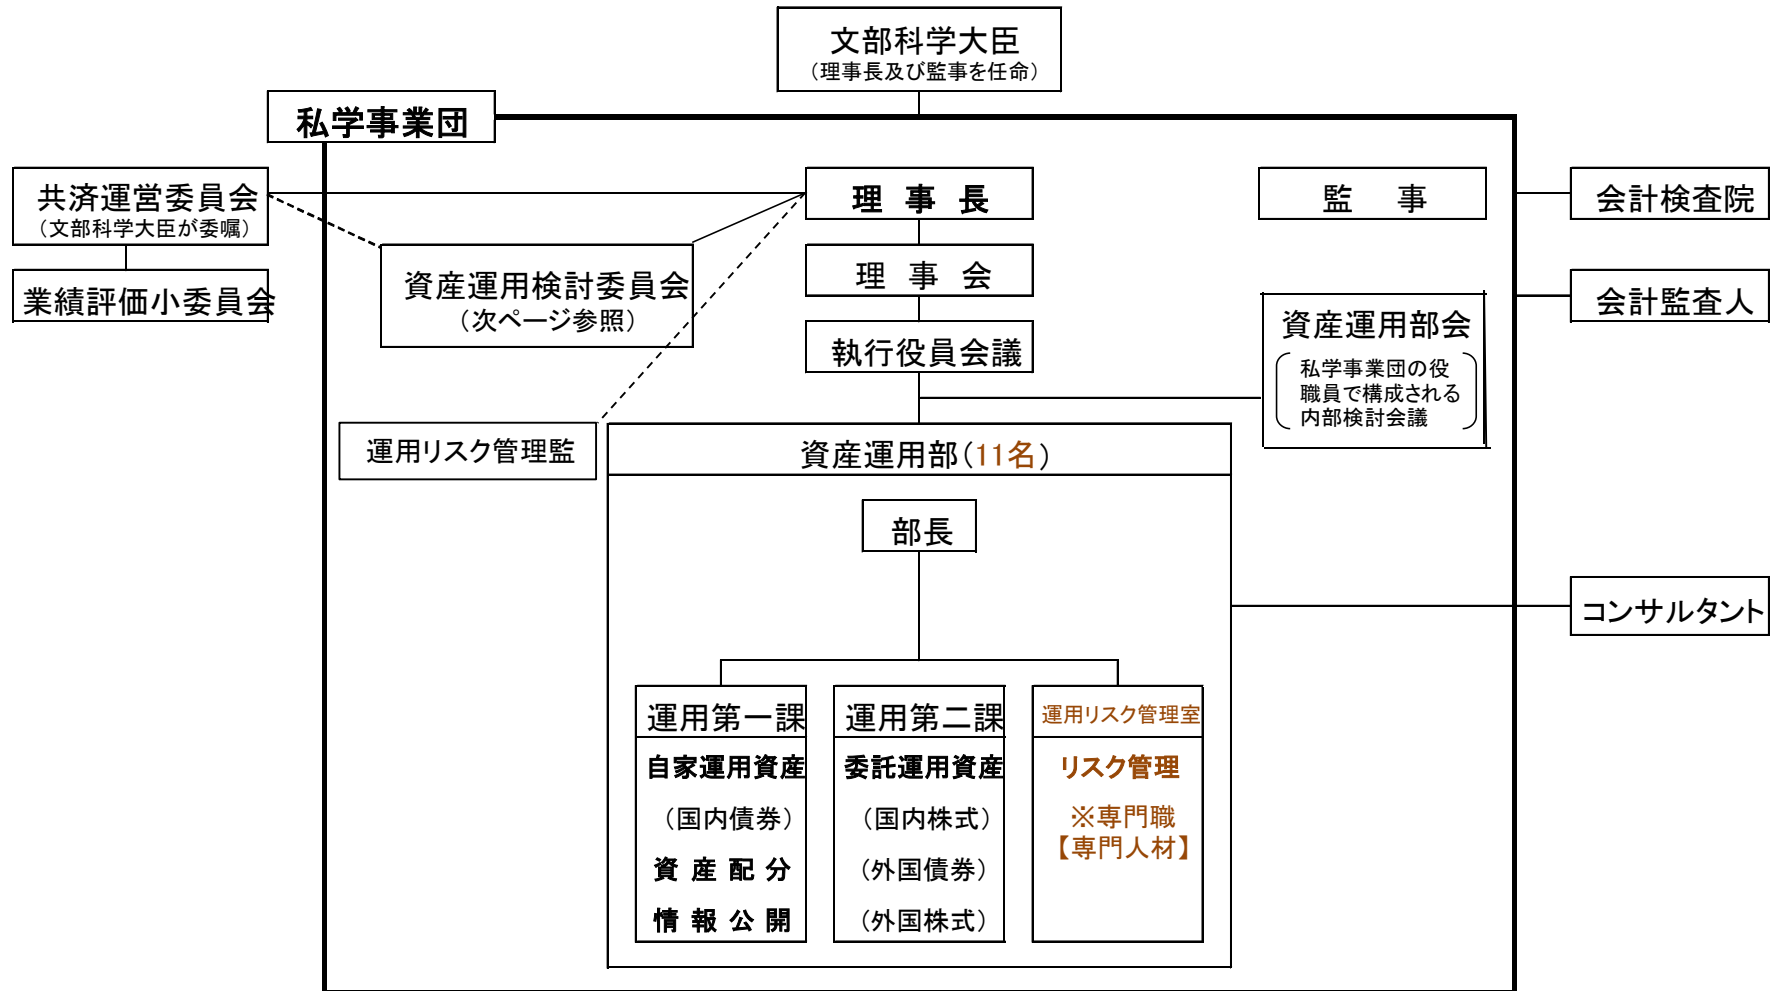 文部科学大臣
（理事長及び監事を任命）
私学事業団
共済運営委員会
（文部科学大臣が委嘱）
業績評価小委員会
資産運用検討委員会
（次ページ参照）
理 事 長
理 事 会
執行役員会議
監 事
会計検査院
会計監査人
資産運用部会
私学事業団の役
職員で構成される
内部検討会議
運用リスク管理監
資産運用部（11名）
部長
コンサルタント
運用第一課
自家運用資産
（国内債券）
資 産 配 分
情 報 公 開
運用第二課
委託運用資産
（国内株式）
（外国債券）
（外国株式）
運用リスク管理室
リスク管理
※専門職
【専門人材】